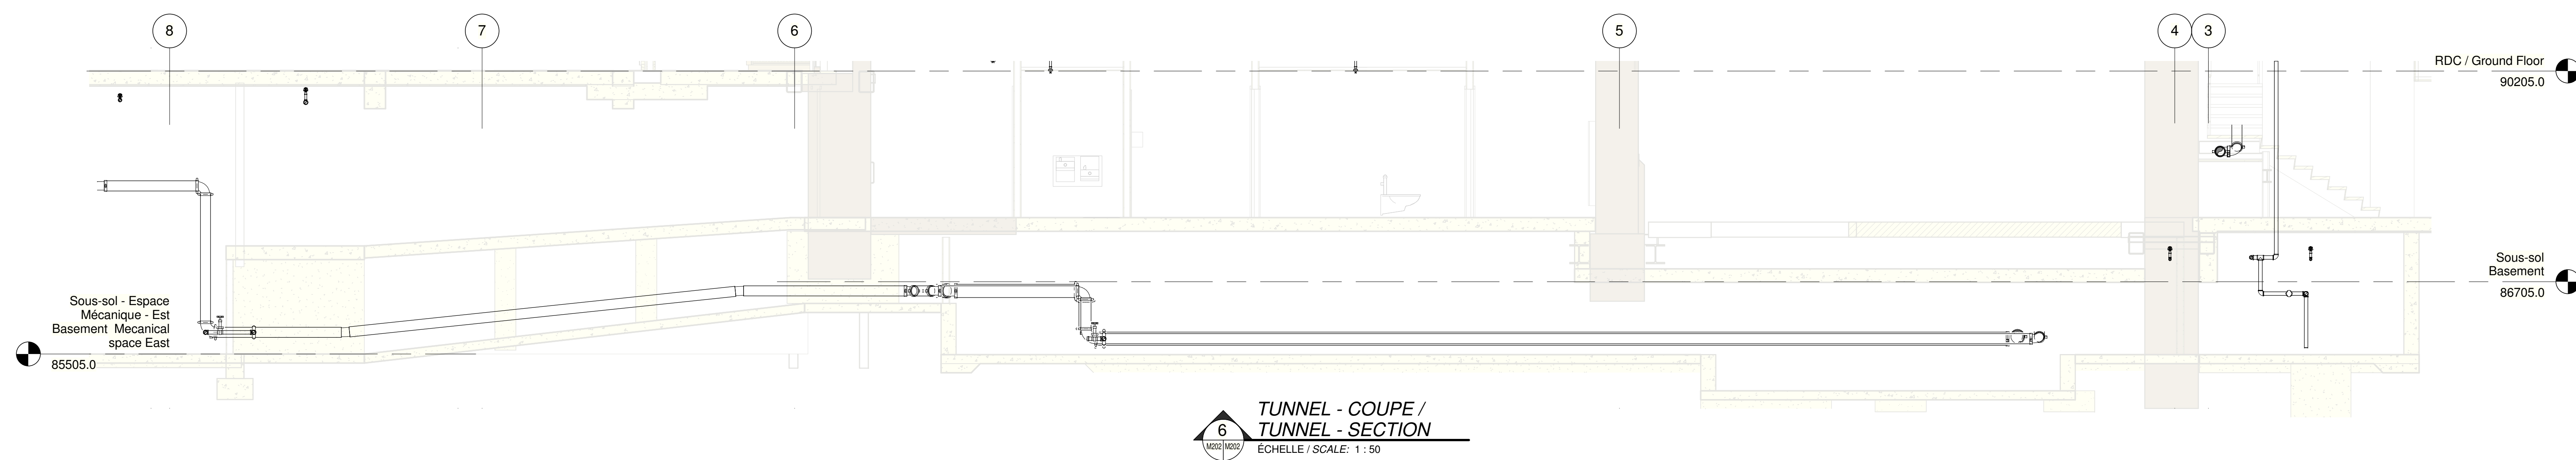 8
7
6
5
4
3
RDC / Ground Floor
90205.0
Sous-sol
Basement
86705.0
Sous-sol - Espace
Mécanique - Est
Basement Mecanical
space East
85505.0
6
M202 M202
TUNNEL - COUPE /
TUNNEL - SECTION
ÉCHELLE / SCALE: 1 : 50